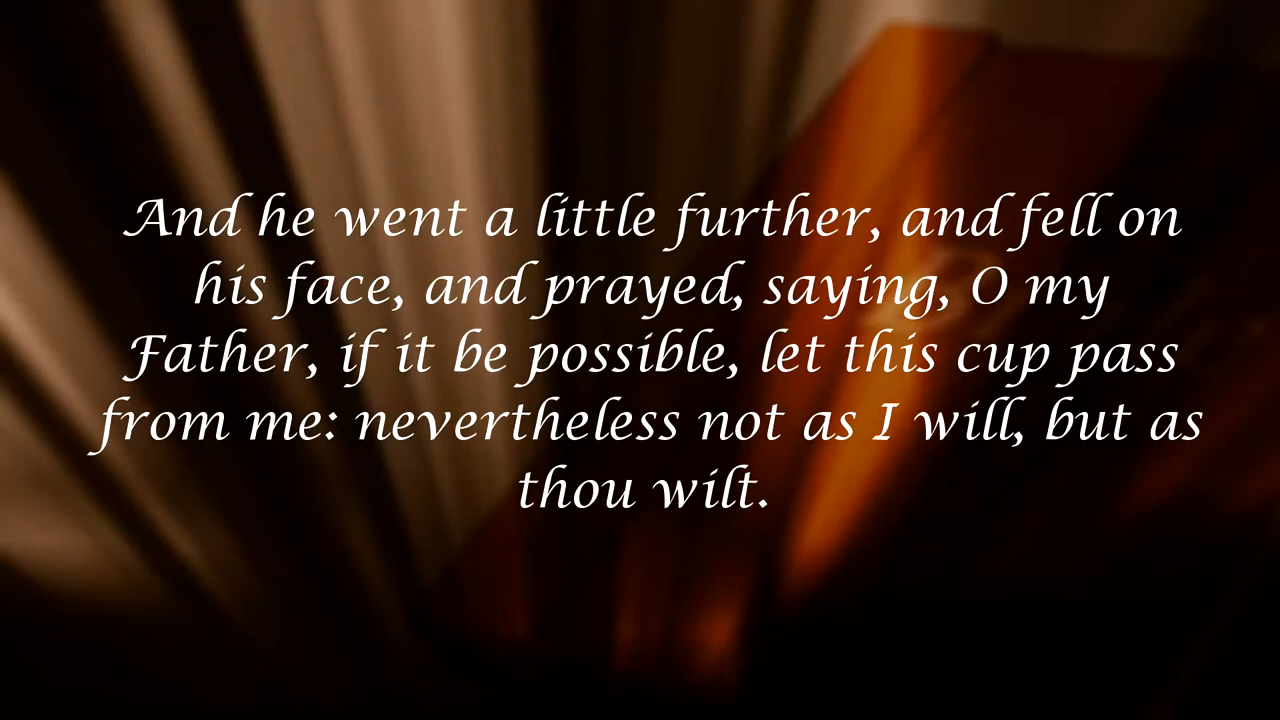 And he went a little further, and fell on
his face, and prayed, saying, O my
Father, if it be possible, let this cup pass
from me: nevertheless not as I will, but as
thou wilt.